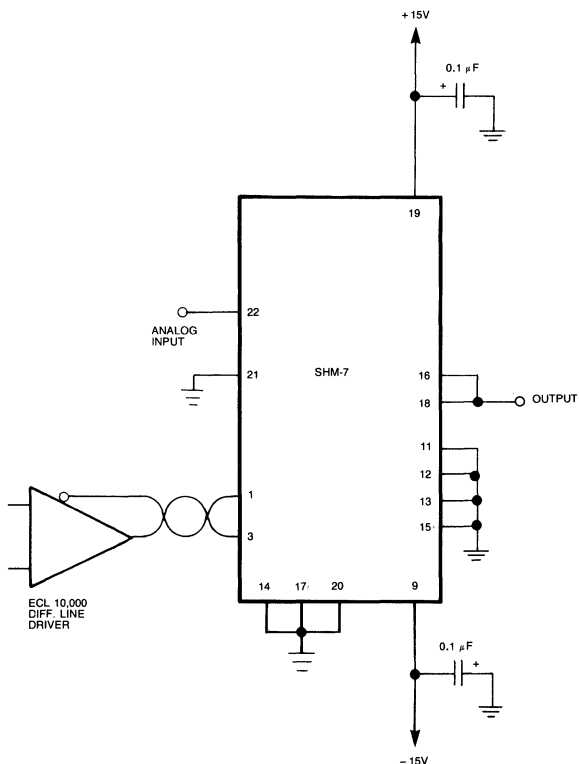 +15V
0.1 μF
+
19
22
ANALOG
INPUT
21
SHM-7
16
18
OUTPUT
11
12
13
15
1
3
ECL 10,000
DIFF. LINE
DRIVER
14
17
20
9
0.1 μF
+
-15V